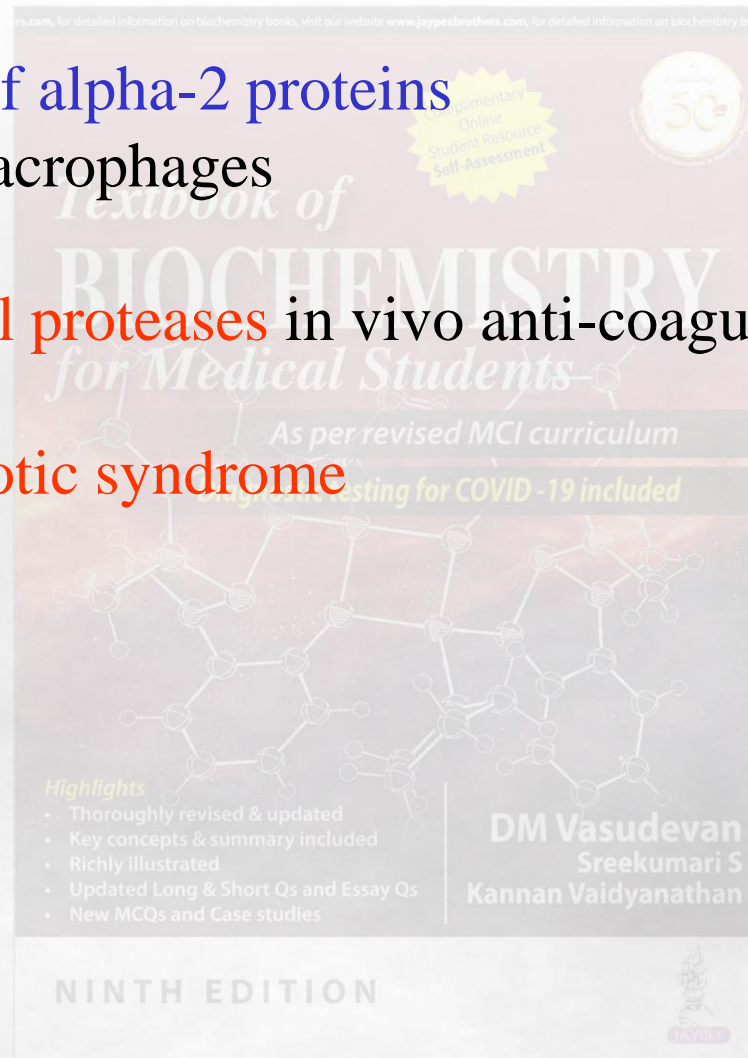 rs.com, for detailed information on biochemistry books, visit our website www.jaypeebrothers.com, for detailed information on biochemistry b
f alpha-2 proteins
Complimentary
Online
Student Resource
Self-Assessment
50
acrophages
Textbook of
BIOCHEMISTRY
l proteases in vivo anti-coagu
for Medical Students
As per revised MCI curriculum
otic syndrome
Diagnostic testing for COVID -19 included
Highlights
• Thoroughly revised & updated
• Key concepts & summary included
• Richly illustrated
• Updated Long & Short Qs and Essay Qs
• New MCQs and Case studies
DM Vasudevan
Sreekumari S
Kannan Vaidyanathan
NINTH EDITION
JAYPEE